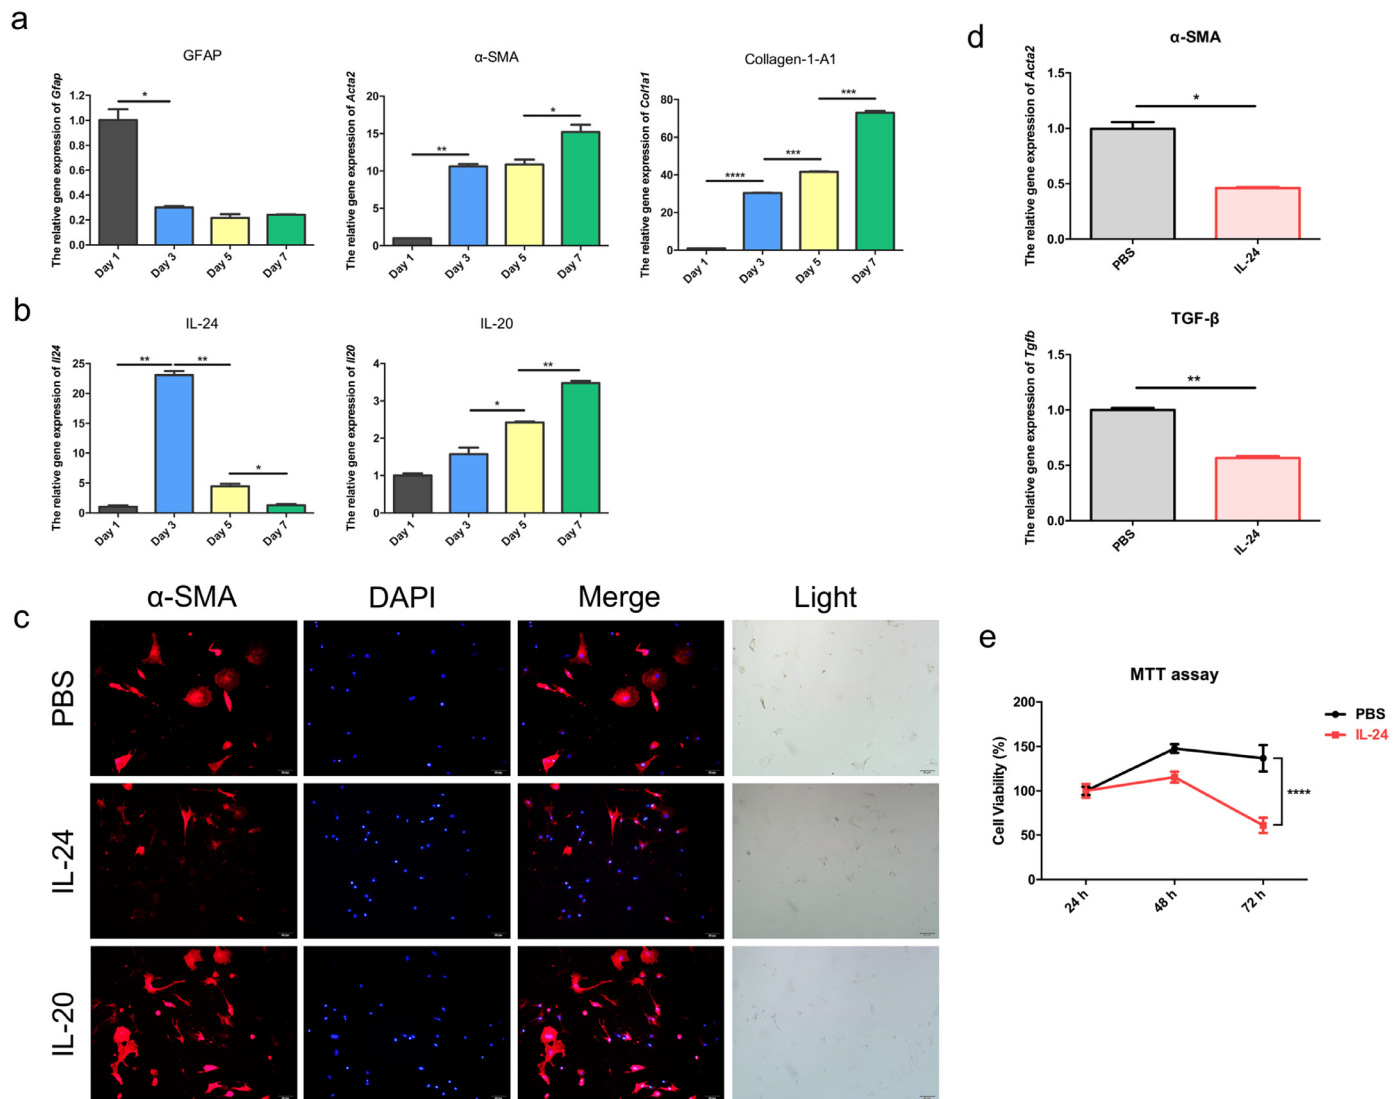 a
GFAP
The relative gene expression of Gfap
1.2
1.0
0.8
0.6
0.4
0.2
0.0
*
Day 1
Day 3
Day 5
Day 7
α-SMA
The relative gene expression of Acta2
20
15
10
5
0
**
*
Day 1
Day 3
Day 5
Day 7
Collagen-1-A1
The relative gene expression of Col1a1
80
60
40
20
0
****
***
***
Day 1
Day 3
Day 5
Day 7
b
IL-24
The relative gene expression of Il24
25
20
15
10
5
0
**
**
*
Day 1
Day 3
Day 5
Day 7
IL-20
The relative gene expression of Il20
4
3
2
1
0
*
**
Day 1
Day 3
Day 5
Day 7
c
α-SMA
DAPI
Merge
Light
PBS
IL-24
IL-20
d
α-SMA
The relative gene expression of Acta2
1.5
1.0
0.5
0.0
*
PBS
IL-24
TGF-β
The relative gene expression of Tgfb
1.5
1.0
0.5
0.0
**
PBS
IL-24
e
MTT assay
Cell Viability (%)
200
150
100
50
0
24 h
48 h
72 h
****
PBS
IL-24